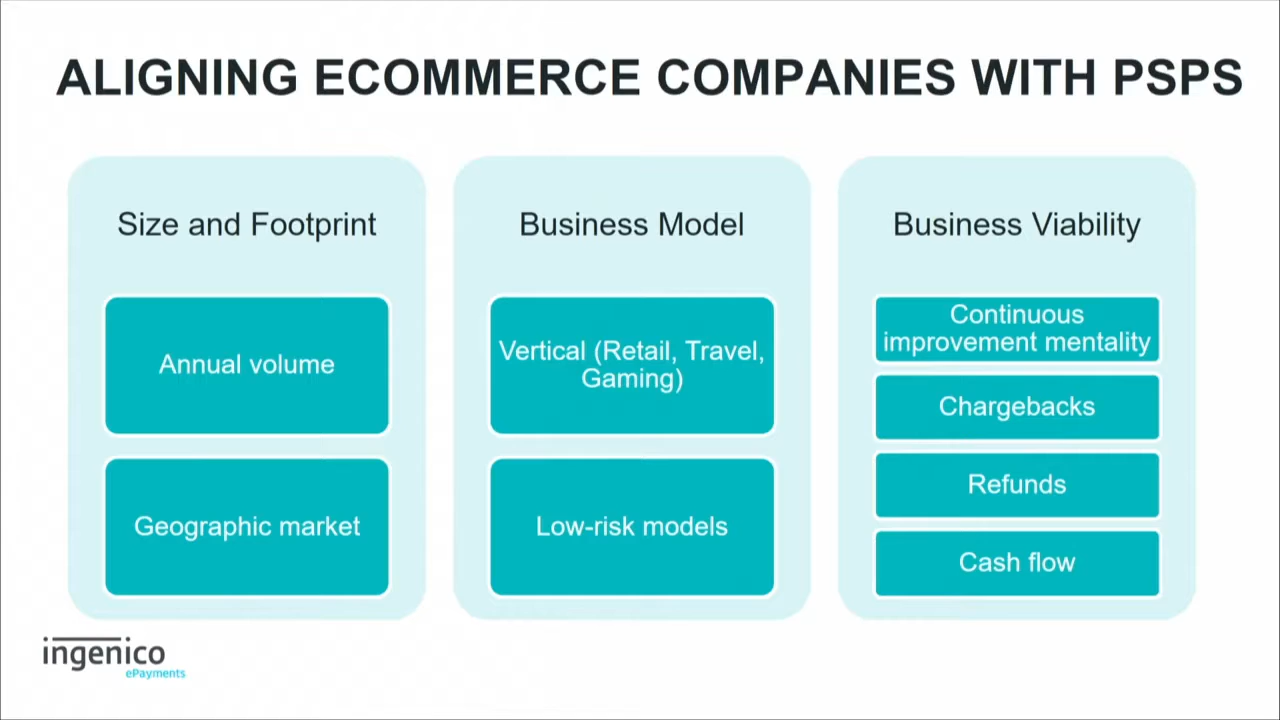 ALIGNING ECOMMERCE COMPANIES WITH PSPS
Size and Footprint
Annual volume
Geographic market
Business Model
Vertical (Retail, Travel,
Gaming)
Low-risk models
Business Viability
Continuous
improvement mentality
Chargebacks
Refunds
Cash flow
ingenico
ePayments